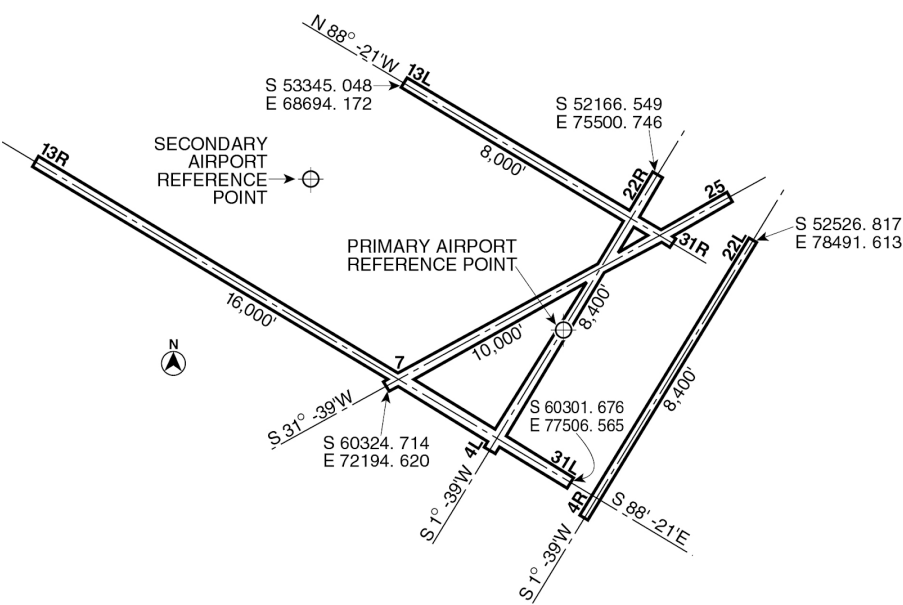 N 88° -21'W
13L
S 53345. 048
E 68694. 172
S 52166. 549
E 75500. 746
13R
SECONDARY
AIRPORT
REFERENCE
POINT
8,000'
22R
25
31R
22L
S 52526. 817
E 78491. 613
PRIMARY AIRPORT
REFERENCE POINT
16,000'
8,400'
10,000'
N
7
8,400'
S 31° -39'W
S 60324. 714
E 72194. 620
S 60301. 676
E 77506. 565
4L
31L
4R
S 88' -21'E
S 1° -39'W
S 1° -39'W